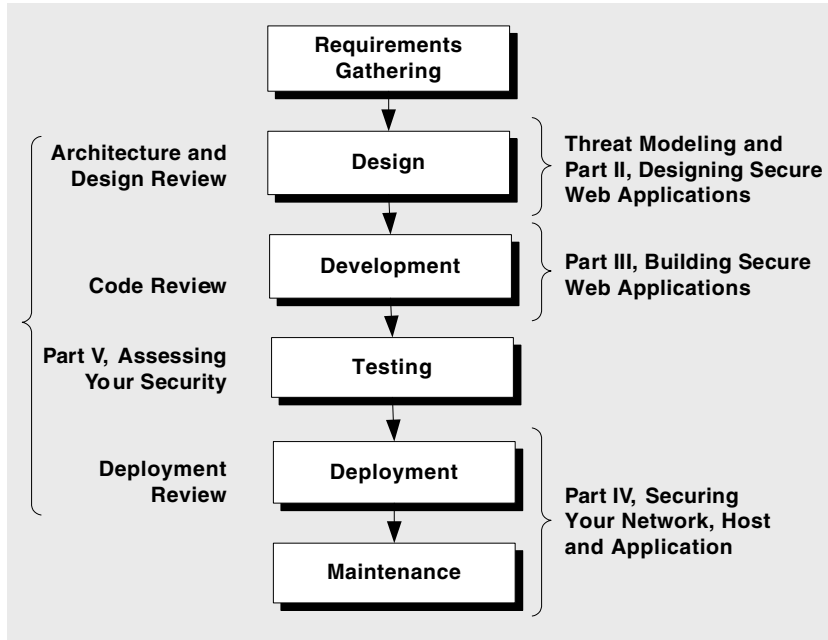 Requirements
Gathering
Architecture and
Design Review
Design
Threat Modeling and
Part II, Designing Secure
Web Applications
Code Review
Development
Part III, Building Secure
Web Applications
Part V, Assessing
Your Security
Testing
Deployment
Review
Deployment
Part IV, Securing
Your Network, Host
and Application
Maintenance